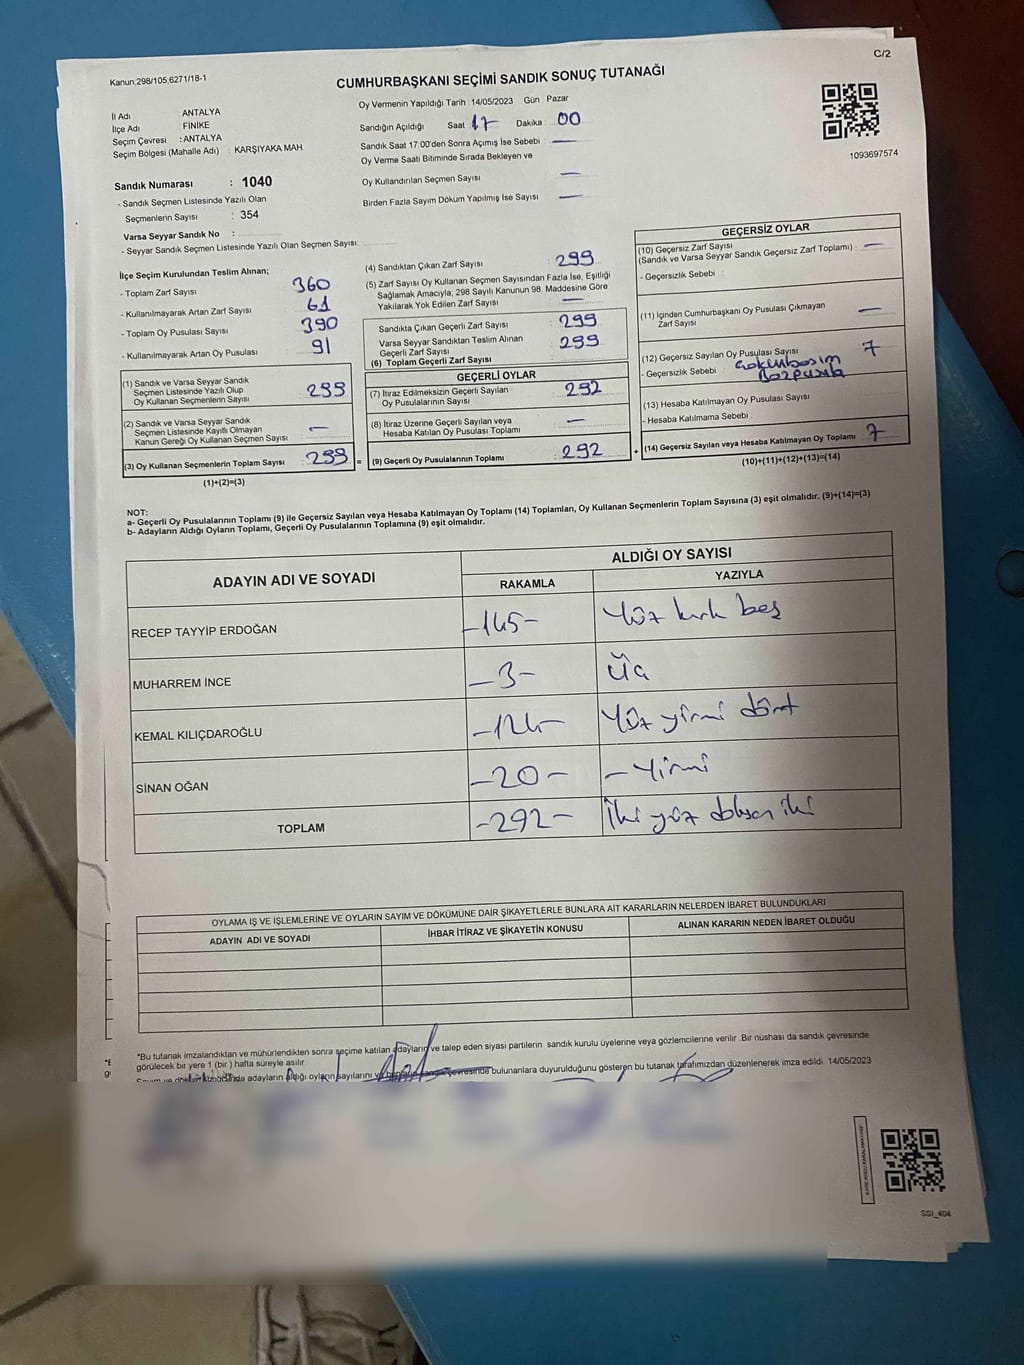 C/2
Kanun,298/105,6271/18-1
CUMHURBAŞKANI SEÇİMİ SANDIK SONUÇ TUTANAĞI
İl Adı : ANTALYA
İlçe Adı : FİNİKE
Seçim Çevresi : ANTALYA
Seçim Bölgesi (Mahalle Adı) : KARŞIYAKA MAH.
Sandık Numarası : 1040
- Sandık Seçmen Listesinde Yazılı Olan
Seçmenlerin Sayısı : 354
Varsa Seyyar Sandık No :
- Seyyar Sandık Seçmen Listesinde Yazılı Olan Seçmen Sayısı:
Oy Vermenin Yapıldığı Tarih : 14/05/2023 Gün : Pazar
Sandığın Açıldığı Saat 17 Dakika : 00
Sandık Saat 17:00'den Sonra Açımış İse Sebebi : —
Oy Verme Saati Bitiminde Sırada Bekleyen ve
Oy Kullandırılan Seçmen Sayısı —
Birden Fazla Sayım Döküm Yapılmış İse Sayısı —
1093697574
İlçe Seçim Kurulundan Teslim Alınan;
- Toplam Zarf Sayısı 360
- Kullanılmayarak Artan Zarf Sayısı : 61
- Toplam Oy Pusulası Sayısı : 390
- Kullanılmayarak Artan Oy Pusulası : 91
(1) Sandık ve Varsa Seyyar Sandık
Seçmen Listesinde Yazılı Olup
Oy Kullanan Seçmenlerin Sayısı : 299
(2) Sandık ve Varsa Seyyar Sandık
Seçmen Listesinde Kayıtlı Olmayan
Kanun Gereği Oy Kullanan Seçmen Sayısı : —
(3) Oy Kullanan Seçmenlerin Toplam Sayısı : 299
(1)+(2)=(3)
(4) Sandıktan Çıkan Zarf Sayısı : 299
(5) Zarf Sayısı Oy Kullanan Seçmen Sayısından Fazla İse, Eşitliği
Sağlamak Amacıyla; 298 Sayılı Kanunun 98. Maddesine Göre
Yakılarak Yok Edilen Zarf Sayısı : —
Sandıkta Çıkan Geçerli Zarf Sayısı : 299
Varsa Seyyar Sandıktan Teslim Alınan
Geçerli Zarf Sayısı : 299
(6) Toplam Geçerli Zarf Sayısı
GEÇERLİ OYLAR
(7) İtiraz Edilmeksizin Geçerli Sayılan
Oy Pusulalarının Sayısı : 292
(8) İtiraz Üzerine Geçerli Sayılan veya
Hesaba Katılan Oy Pusulası Toplamı : —
= (9) Geçerli Oy Pusulalarının Toplamı : 292
GEÇERSİZ OYLAR
(10) Geçersiz Zarf Sayısı
(Sandık ve Varsa Seyyar Sandık Geçersiz Zarf Toplamı) : —
- Geçersizlik Sebebi :
(11) İçinden Cumhurbaşkanı Oy Pusulası Çıkmayan
Zarf Sayısı : —
(12) Geçersiz Sayılan Oy Pusulası Sayısı : 7
- Geçersizlik Sebebi :
(13) Hesaba Katılmayan Oy Pusulası Sayısı :
- Hesaba Katılmama Sebebi :
+ (14) Geçersiz Sayılan veya Hesaba Katılmayan Oy Toplamı : 7
(10)+(11)+(12)+(13)=(14)
NOT:
a- Geçerli Oy Pusulalarının Toplamı (9) ile Geçersiz Sayılan veya Hesaba Katılmayan Oy Toplamı (14) Toplamları, Oy Kullanan Seçmenlerin Toplam Sayısına (3) eşit olmalıdır. (9)+(14)=(3)
b- Adayların Aldığı Oyların Toplamı, Geçerli Oy Pusulalarının Toplamına (9) eşit olmalıdır.
ADAYIN ADI VE SOYADI
ALDIĞI OY SAYISI
RAKAMLA YAZIYLA
RECEP TAYYİP ERDOĞAN -145- Yüz kırk beş
MUHARREM İNCE -3- Üç
KEMAL KILIÇDAROĞLU -124- Yüz yirmi dört
SİNAN OĞAN -20- - Yirmi
TOPLAM -292- İki yüz doksan iki
OYLAMA İŞ VE İŞLEMLERİNE VE OYLARIN SAYIM VE DÖKÜMÜNE DAİR ŞİKAYETLERLE BUNLARA AİT KARARLARIN NELERDEN İBARET BULUNDUKLARI
ADAYIN ADI VE SOYADI İHBAR İTİRAZ VE ŞİKAYETİN KONUSU ALINAN KARARIN NEDEN İBARET OLDUĞU
*Bu tutanak imzalandıktan ve mühürlendikten sonra seçime katılan adayların ve talep eden siyasi partilerin sandık kurulu üyelerine veya gözlemcilerine verilir .Bir nüshası da sandık çevresinde
görülecek bir yere 1 (bir ) hafta süreyle asılır
adayların aldığı oyların sayılarını bulunanlara duyurulduğunu gösteren bu tutanak tarafımızdan düzenlenerek imza edildi. 14/05/2023
SSI_404